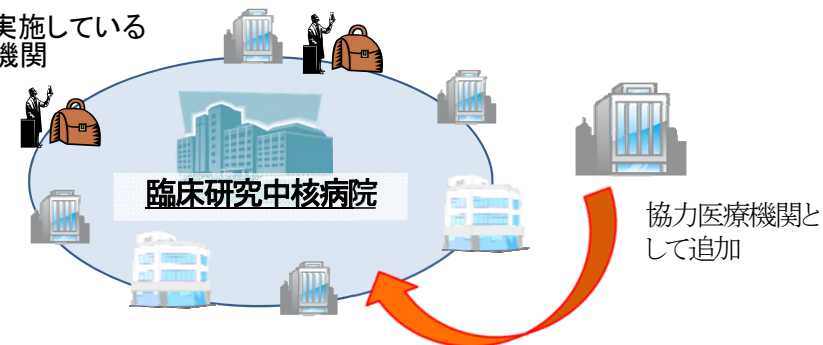 実施している
機関
臨床研究中核病院
協力医療機関と
して追加